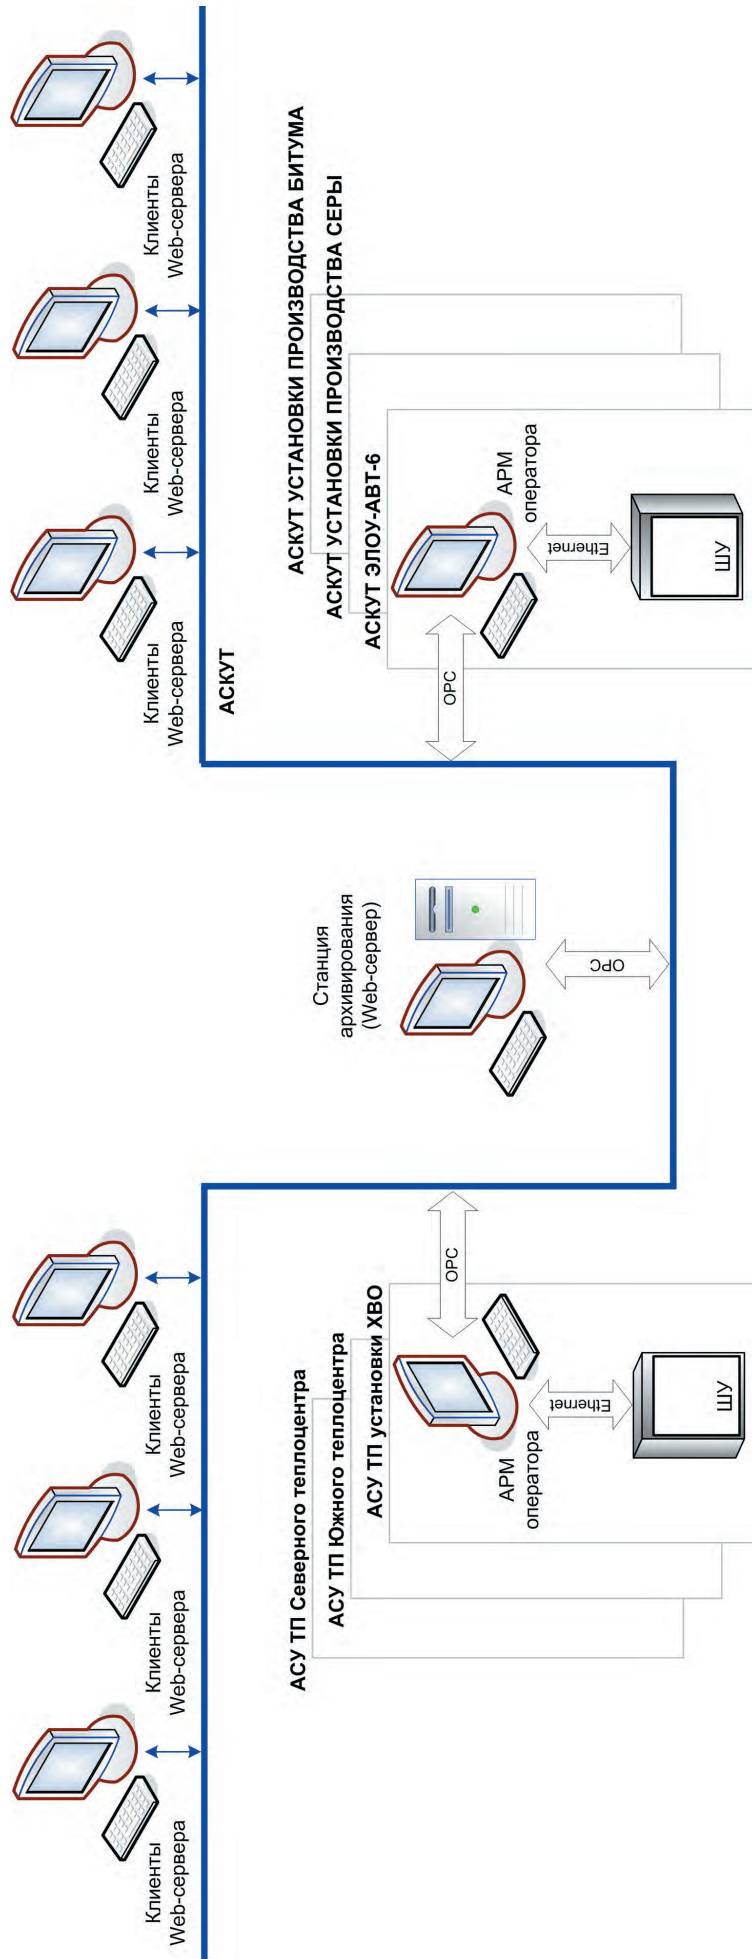 Клиенты
Web-сервера
Клиенты
Web-сервера
Клиенты
Web-сервера
Клиенты
Web-сервера
Клиенты
Web-сервера
Клиенты
Web-сервера
АСКУТ
АСУ ТП Северного теплоцентра
АСУ ТП Южного теплоцентра
АСУ ТП установки ХВО
АРМ
оператора
Ethernet
ШУ
OPC
Станция
архивирования
(Web-сервер)
OPC
OPC
АСКУТ УСТАНОВКИ ПРОИЗВОДСТВА БИТУМА
АСКУТ УСТАНОВКИ ПРОИЗВОДСТВА СЕРЫ
АСКУТ ЭЛОУ-АВТ-6
АРМ
оператора
Ethernet
ШУ